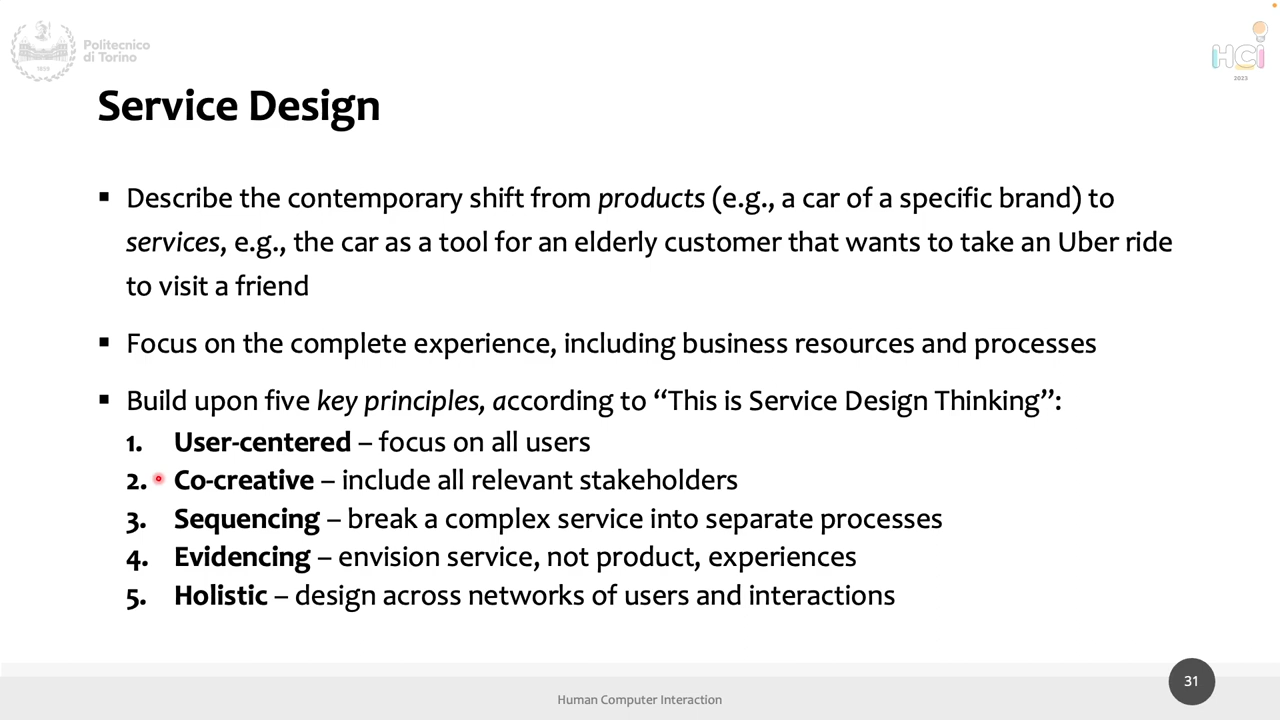 Politecnico
di Torino
1859
HCI
2023
Service Design
▪ Describe the contemporary shift from products (e.g., a car of a specific brand) to
services, e.g., the car as a tool for an elderly customer that wants to take an Uber ride
to visit a friend
▪ Focus on the complete experience, including business resources and processes
▪ Build upon five key principles, according to “This is Service Design Thinking”:
1. User-centered – focus on all users
2. Co-creative – include all relevant stakeholders
3. Sequencing – break a complex service into separate processes
4. Evidencing – envision service, not product, experiences
5. Holistic – design across networks of users and interactions
Human Computer Interaction
31